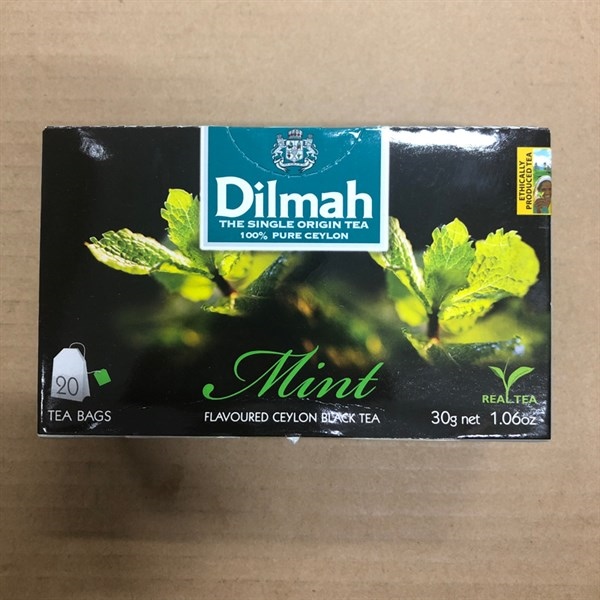 Dilmah
THE SINGLE ORIGIN TEA
100% PURE CEYLON
ETHICALLY
PRODUCED TEA
Mint
FLAVOURED CEYLON BLACK TEA
20
TEA BAGS
REAL TEA
30g net 1.06oz